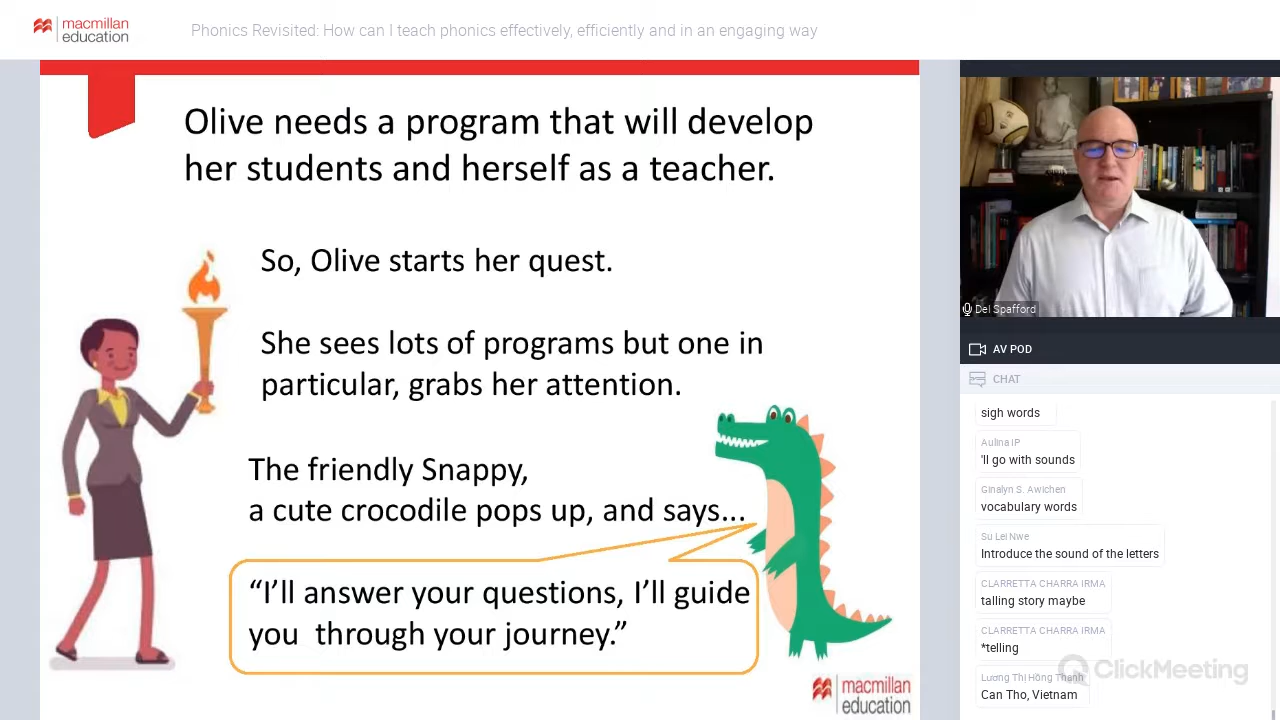 macmillan
education
Phonics Revisited: How can I teach phonics effectively, efficiently and in an engaging way
Olive needs a program that will develop
her students and herself as a teacher.
So, Olive starts her quest.
She sees lots of programs but one in
particular, grabs her attention.
The friendly Snappy,
a cute crocodile pops up, and says...
“I’ll answer your questions, I’ll guide
you through your journey.”
macmillan
education
Del Spafford
AV POD
CHAT
sigh words
Aulina iP
'll go with sounds
Ginalyn S. Awichen
vocabulary words
Su Lei Nwe
Introduce the sound of the letters
CLARRETTA CHARRA IRMA
talling story maybe
CLARRETTA CHARRA IRMA
*telling
Lương Thị Hồng Thanh
Can Tho, Vietnam
ClickMeeting